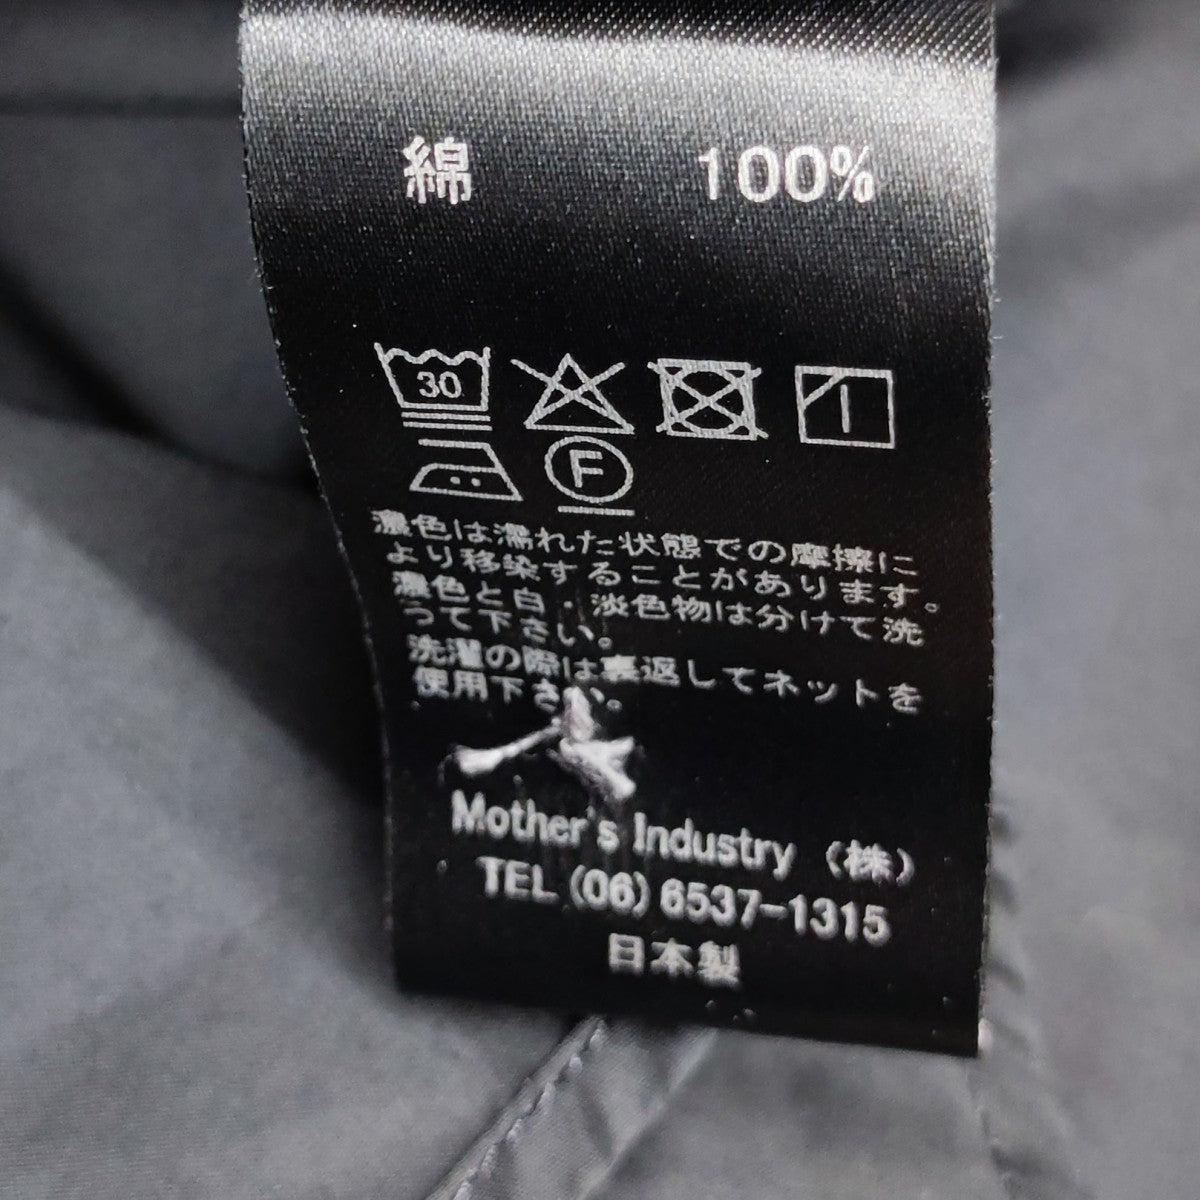 綿 100%
30
F
濃色は濡れた状態での摩擦に
より移染することがあります。
濃色と白・淡色物は分けて洗
って下さい。
洗濯の際は裏返してネットを
使用下さい。
Mother's Industry (株)
TEL (06) 6537-1315
日本製